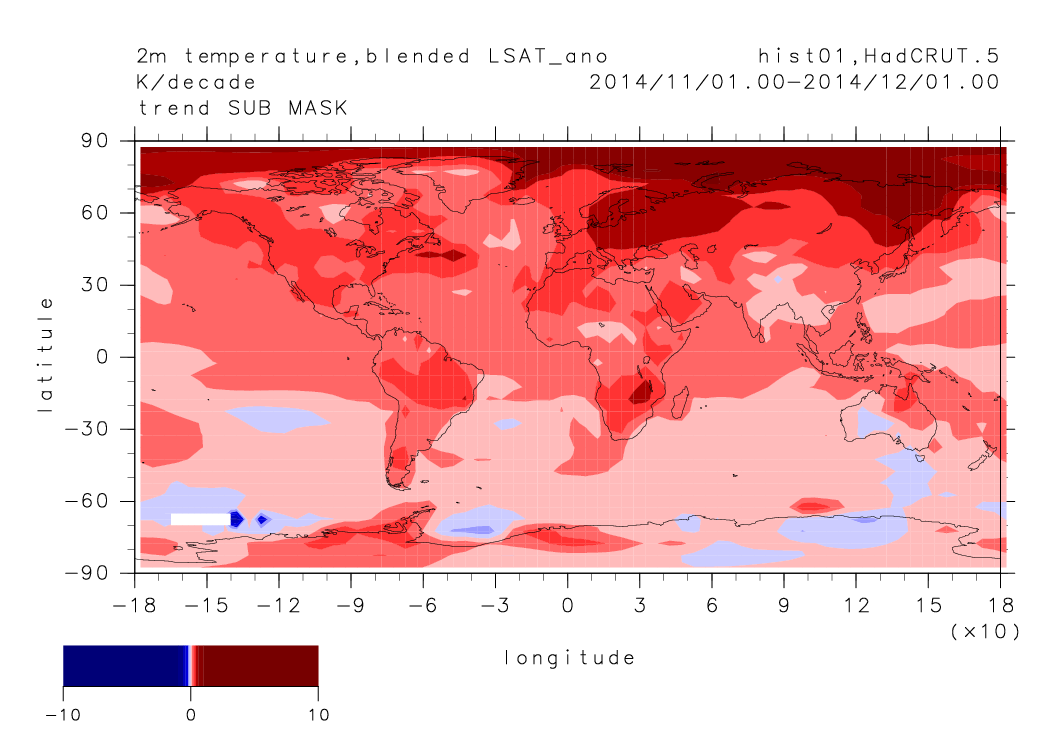 2m temperature,blended LSAT_ano hist01,HadCRUT.5
K/decade 2014/11/01.00−2014/12/01.00
trend SUB MASK
90
60
30
0
−30
−60
−90
latitude
−18 −15 −12 −9 −6 −3 0 3 6 9 12 15 18
(×10)
longitude
−10 0 10